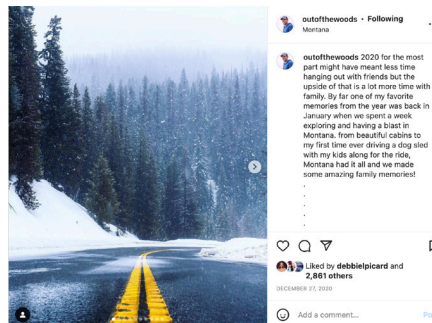 outofthewoods • Following
Montana
outofthewoods 2020 for the most
part might have meant less time
hanging out with friends but the
upside of that is a lot more time with
family. By far one of my favorite
memories from the year was back in
January when we spent a week
exploring and having a blast in
Montana. from beautiful cabins to
my first time ever driving a dog sled
with my kids along for the ride,
Montana had it all and we made
some amazing family memories!
.
.
.
.
.
Liked by debbielpicard and
2,861 others
DECEMBER 27, 2020
Add a comment...
Po